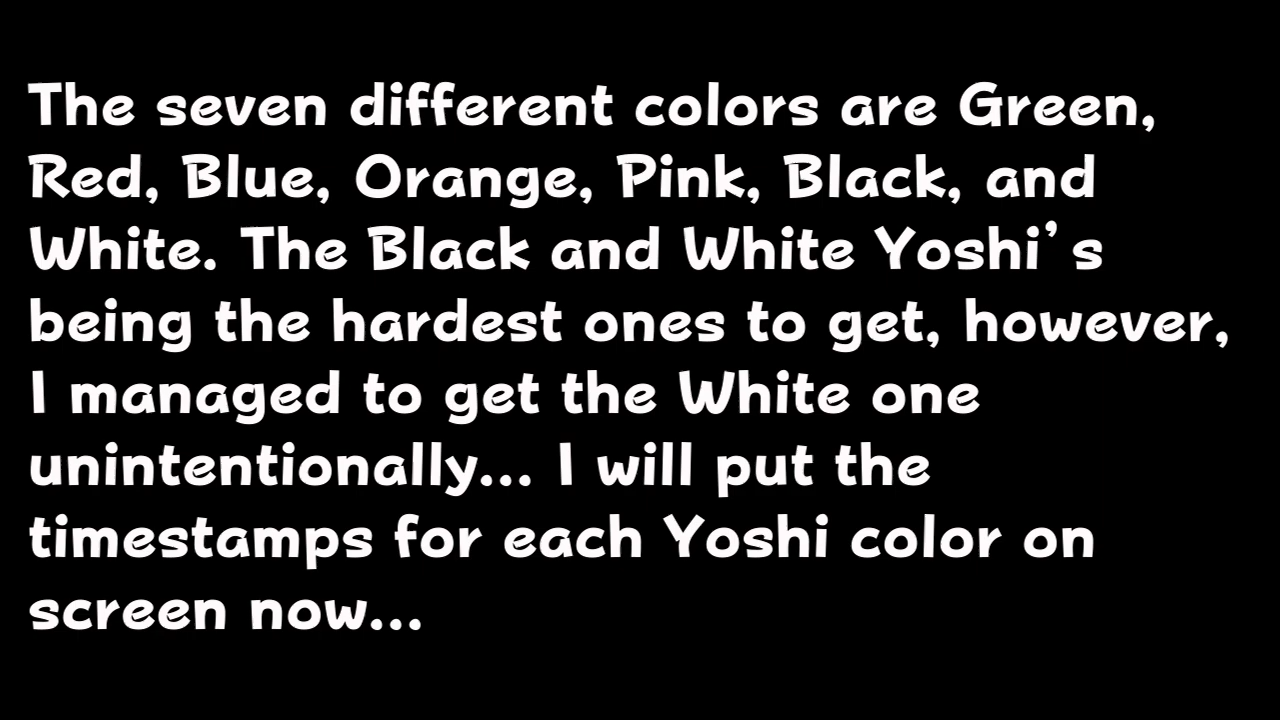 The seven different colors are Green,
Red, Blue, Orange, Pink, Black, and
White. The Black and White Yoshi's
being the hardest ones to get, however,
I managed to get the White one
unintentionally... I will put the
timestamps for each Yoshi color on
screen now...